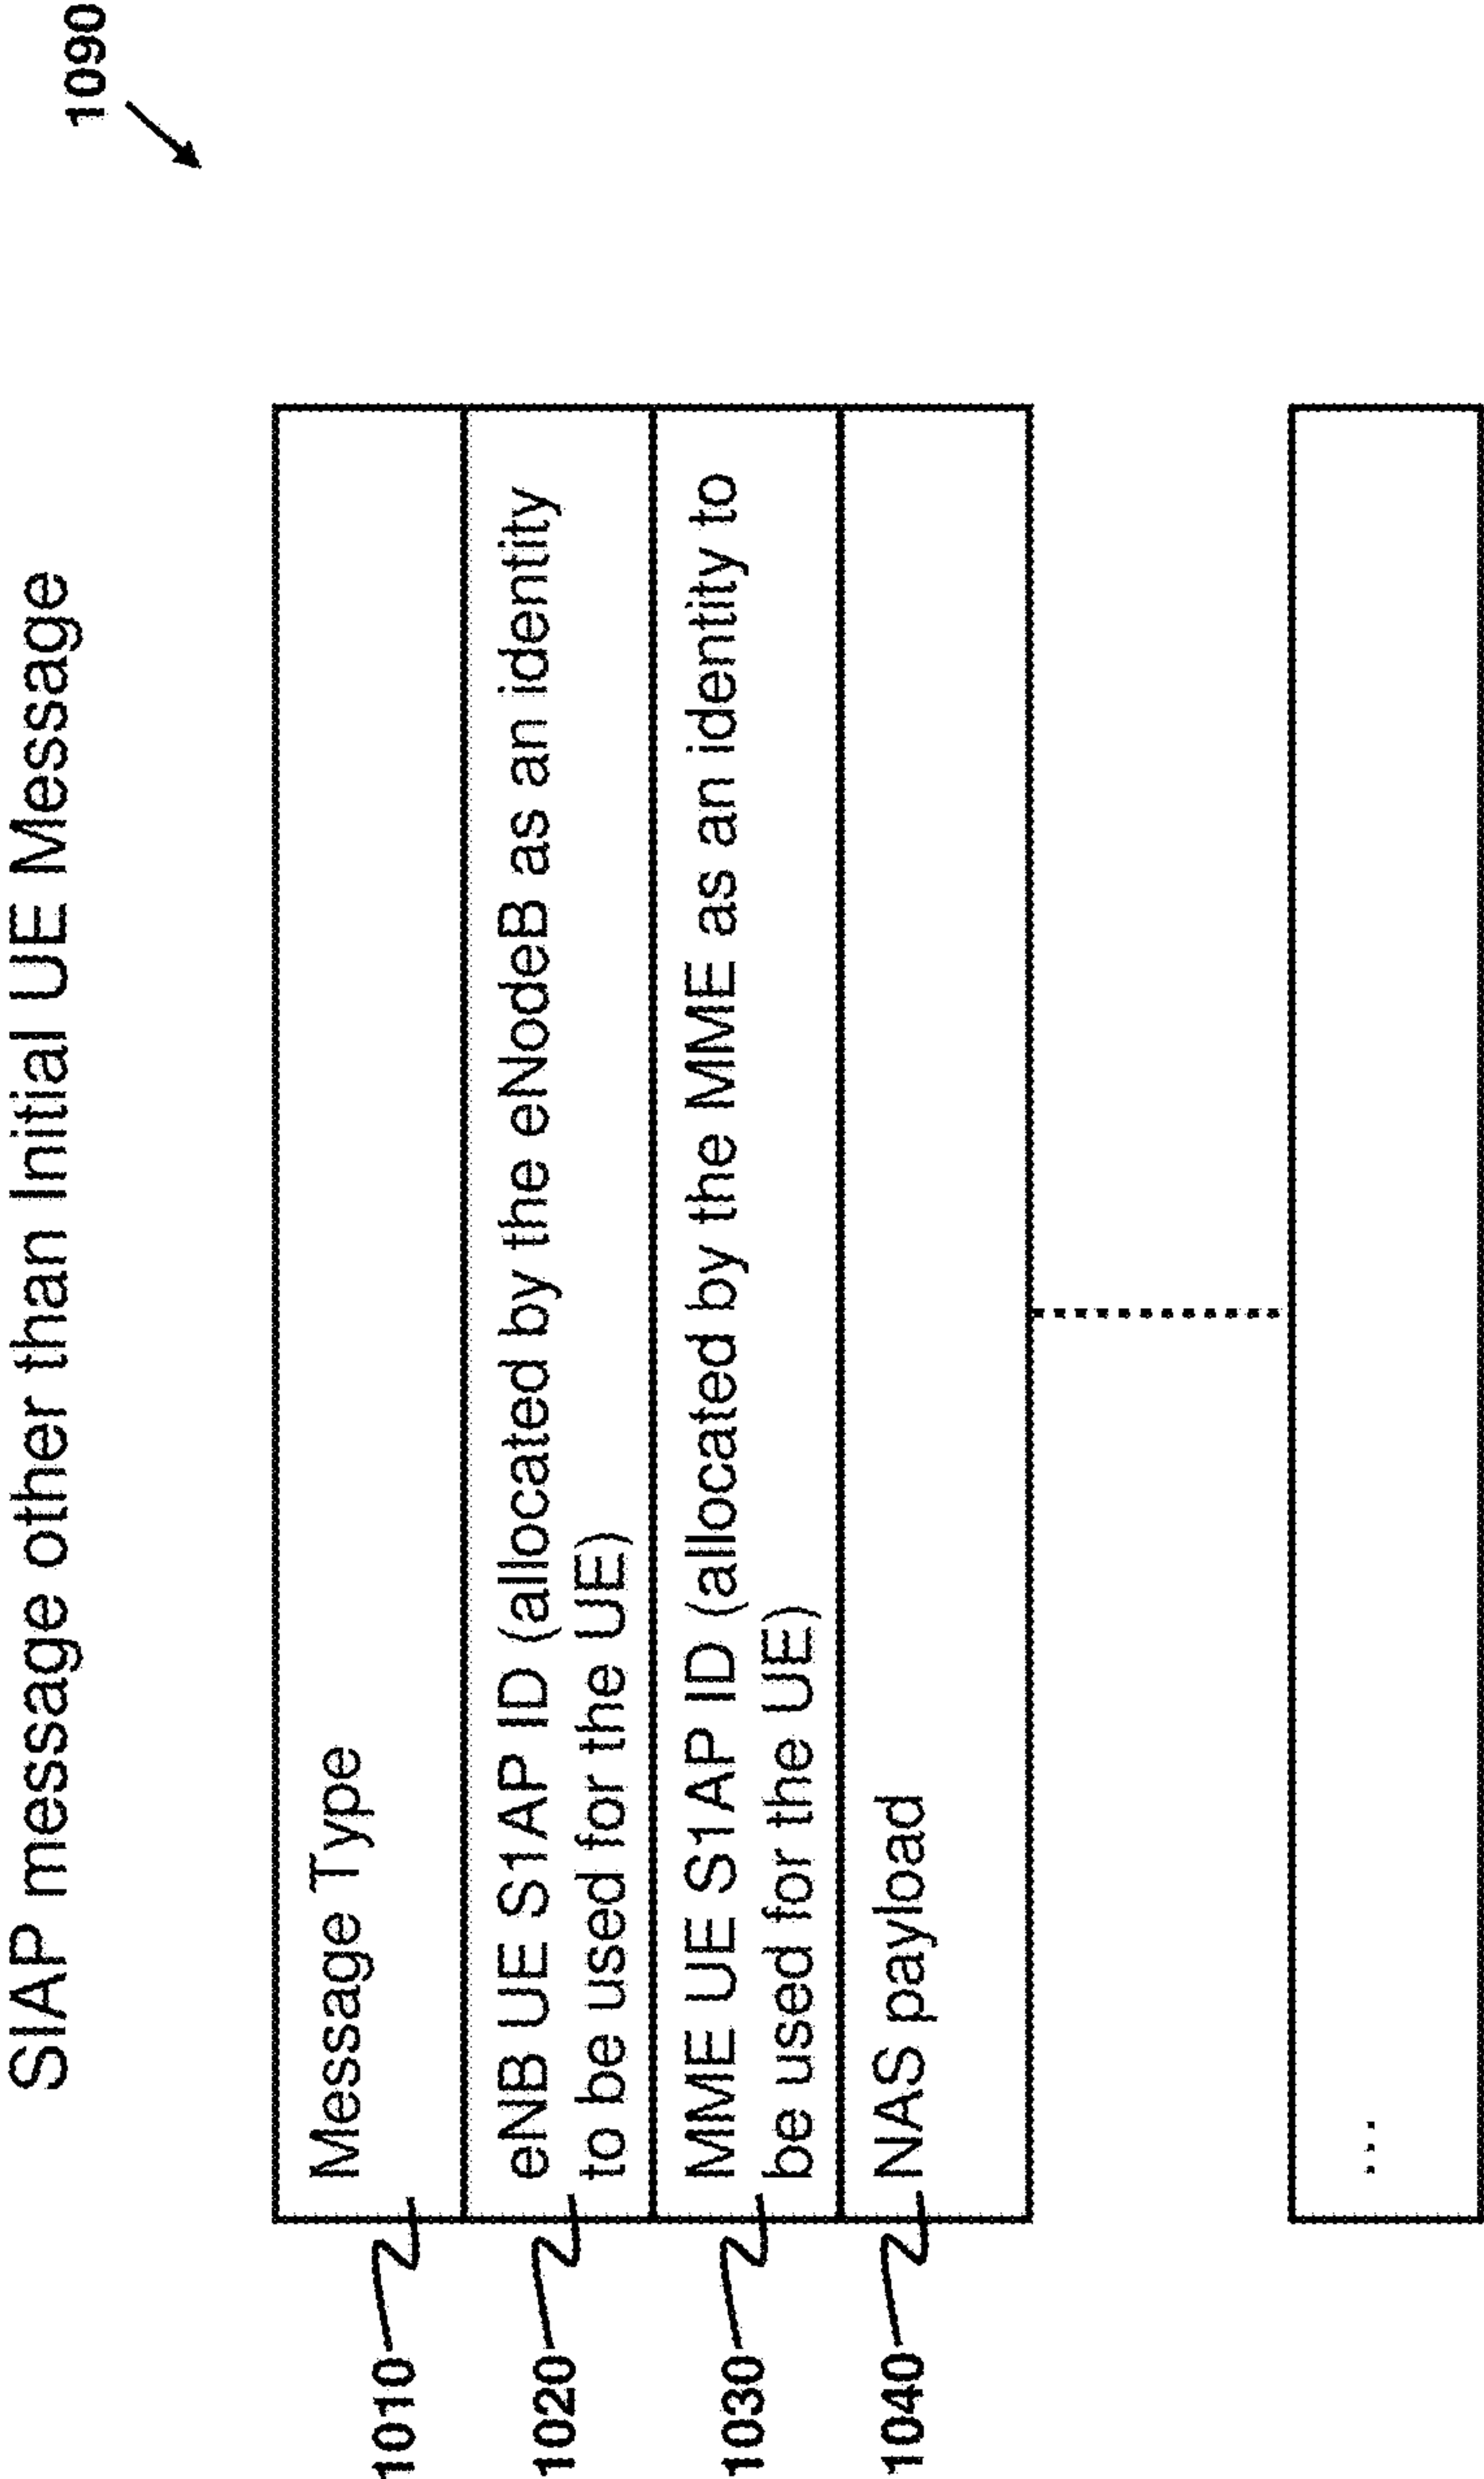 SIAP message other than Initial UE Message
1090
1010
Message Type
1020
eNB UE S1AP ID (allocated by the eNodeB as an identity
to be used for the UE)
1030
MME UE S1AP ID (allocated by the MME as an identity to
be used for the UE)
1040
NAS payload
...